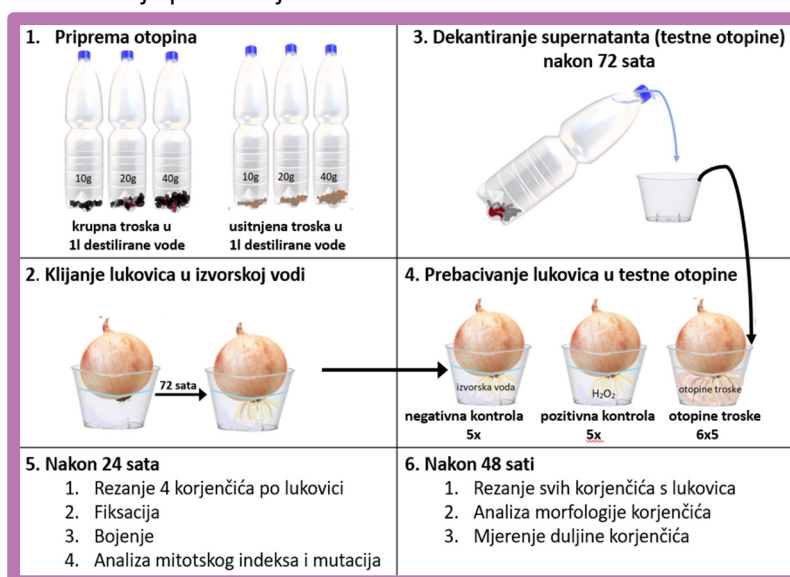 1. Priprema otopina
10g 20g 40g
10g 20g 40g
krupna troska u
1l destilirane vode
usitnjena troska u
1l destilirane vode
3. Dekantiranje supernatanta (testne otopine)
nakon 72 sata
2. Klijanje lukovica u izvorskoj vodi
72 sata
4. Prebacivanje lukovica u testne otopine
izvorska voda
H₂O₂
otopine troske
negativna kontrola
5x
pozitivna kontrola
5x
otopine troske
6x5
5. Nakon 24 sata
1. Rezanje 4 korjenčića po lukovici
2. Fiksacija
3. Bojenje
4. Analiza mitotskog indeksa i mutacija
6. Nakon 48 sati
1. Rezanje svih korjenčića s lukovica
2. Analiza morfologije korjenčića
3. Mjerenje duljine korjenčića